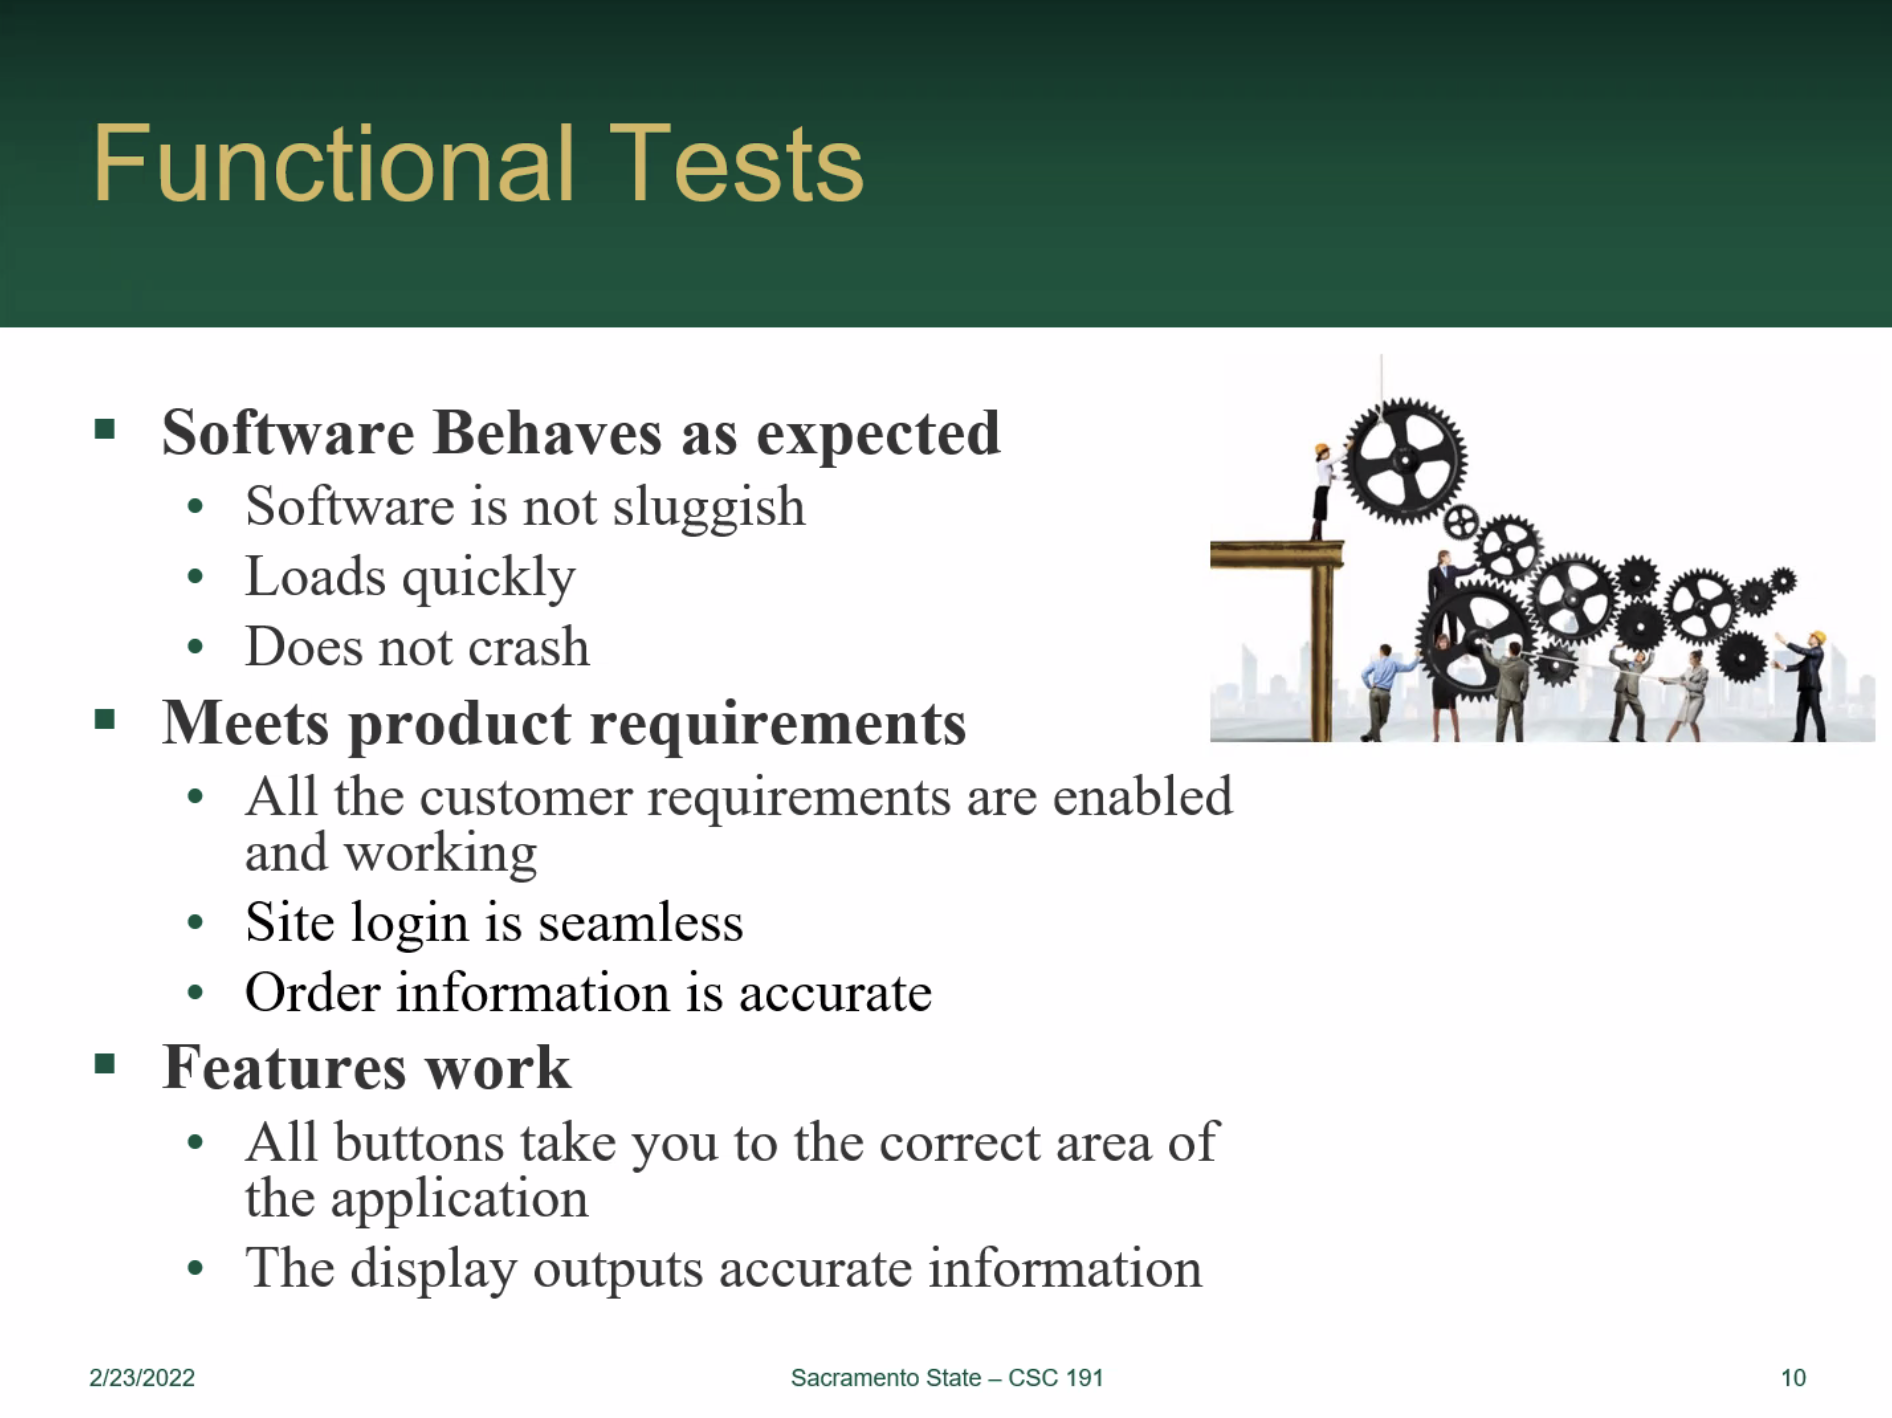 Functional Tests
Software Behaves as expected
Software is not sluggish
Loads quickly
Does not crash
Meets product requirements
All the customer requirements are enabled
and working
Site login is seamless
Order information is accurate
Features work
All buttons take you to the correct area of
the application
The display outputs accurate information
2/23/2022
Sacramento State – CSC 191
10